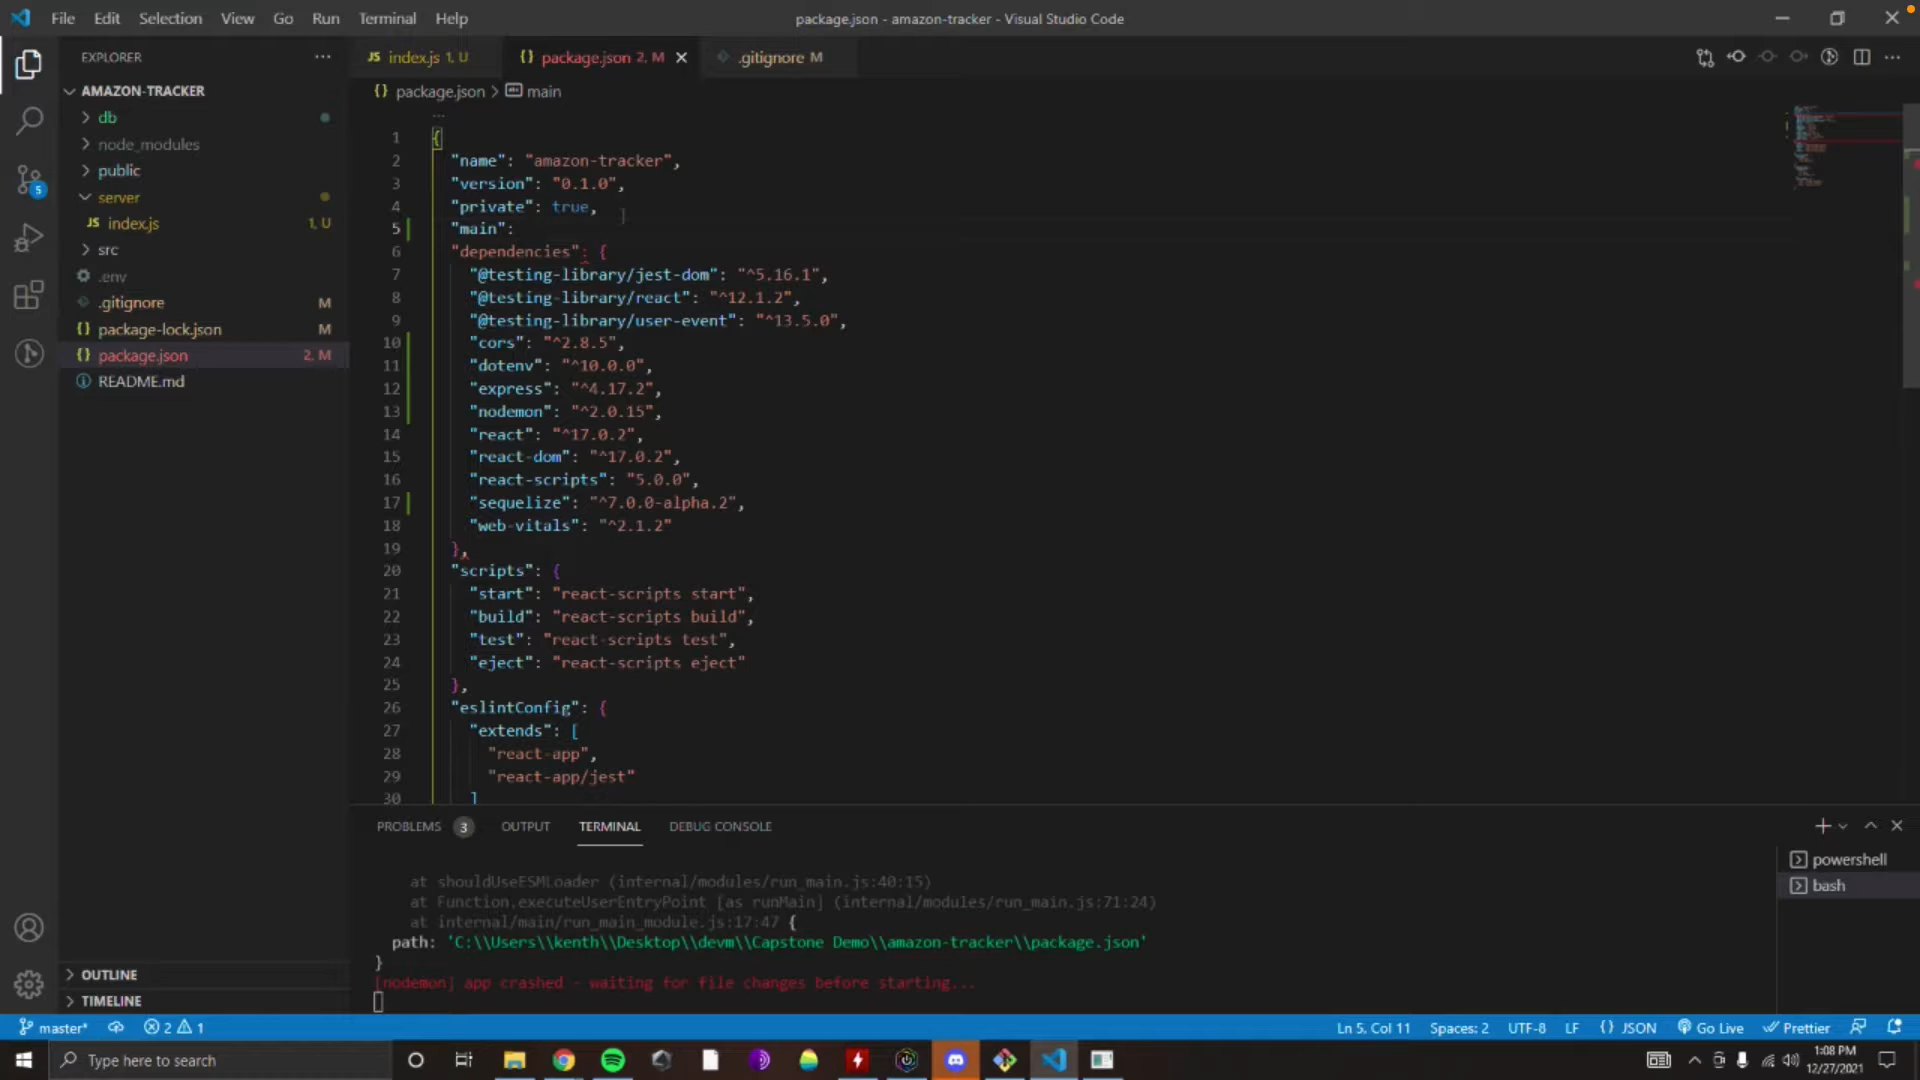 File Edit Selection View Go Run Terminal Help
package.json - amazon-tracker - Visual Studio Code
EXPLORER
JS index.js 1, U
{} package.json 2, M
.gitignore M
AMAZON-TRACKER
db
node_modules
public
server
JS index.js 1, U
src
.env
.gitignore M
{} package-lock.json M
{} package.json 2, M
README.md
OUTLINE
TIMELINE
{} package.json > main
1 {
2 "name": "amazon-tracker",
3 "version": "0.1.0",
4 "private": true,
5 "main":
6 "dependencies": {
7 "@testing-library/jest-dom": "^5.16.1",
8 "@testing-library/react": "^12.1.2",
9 "@testing-library/user-event": "^13.5.0",
10 "cors": "^2.8.5",
11 "dotenv": "^10.0.0",
12 "express": "^4.17.2",
13 "nodemon": "^2.0.15",
14 "react": "^17.0.2",
15 "react-dom": "^17.0.2",
16 "react-scripts": "5.0.0",
17 "sequelize": "^7.0.0-alpha.2",
18 "web-vitals": "^2.1.2"
19 },
20 "scripts": {
21 "start": "react-scripts start",
22 "build": "react-scripts build",
23 "test": "react-scripts test",
24 "eject": "react-scripts eject"
25 },
26 "eslintConfig": {
27 "extends": [
28 "react-app",
29 "react-app/jest"
30 ]
PROBLEMS 3 OUTPUT TERMINAL DEBUG CONSOLE
at shouldUseESMLoader (internal/modules/run_main.js:40:15)
at Function.executeUserEntryPoint [as runMain] (internal/modules/run_main.js:71:24)
at internal/main/run_main_module.js:17:47 {
path: 'C:\\Users\\kenth\\Desktop\\devm\\Capstone Demo\\amazon-tracker\\package.json'
}
[nodemon] app crashed - waiting for file changes before starting...
powershell
bash
5
master* 2 1
Ln 5, Col 11 Spaces: 2 UTF-8 LF {} JSON Go Live Prettier
Type here to search
1:08 PM
12/27/2021